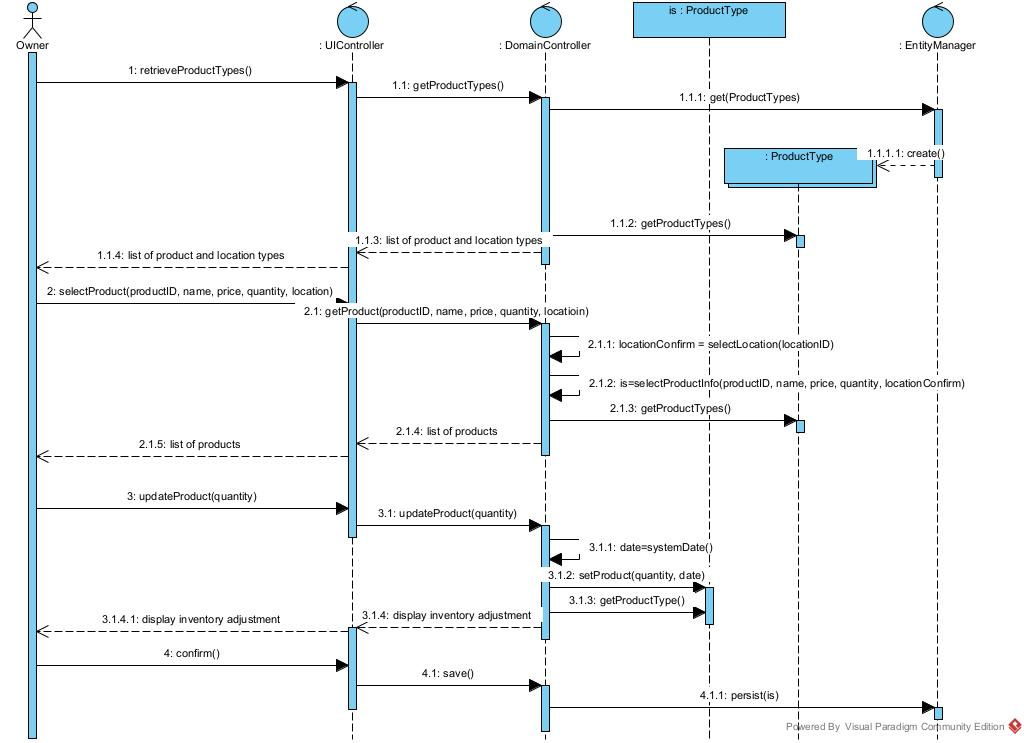 is : ProductType
Owner
: UIController
: DomainController
: EntityManager
1: retrieveProductTypes()
1.1: getProductTypes()
1.1.1: get(ProductTypes)
1.1.1.1: create()
: ProductType
1.1.2: getProductTypes()
1.1.3: list of product and location types
1.1.4: list of product and location types
2: selectProduct(productID, name, price, quantity, location)
2.1: getProduct(productID, name, price, quantity, locatioin)
2.1.1: locationConfirm = selectLocation(locationID)
2.1.2: is=selectProductInfo(productID, name, price, quantity, locationConfirm)
2.1.3: getProductTypes()
2.1.4: list of products
2.1.5: list of products
3: updateProduct(quantity)
3.1: updateProduct(quantity)
3.1.1: date=systemDate()
3.1.2: setProduct(quantity, date)
3.1.3: getProductType()
3.1.4: display inventory adjustment
3.1.4.1: display inventory adjustment
4: confirm()
4.1: save()
4.1.1: persist(is)
Powered By Visual Paradigm Community Edition